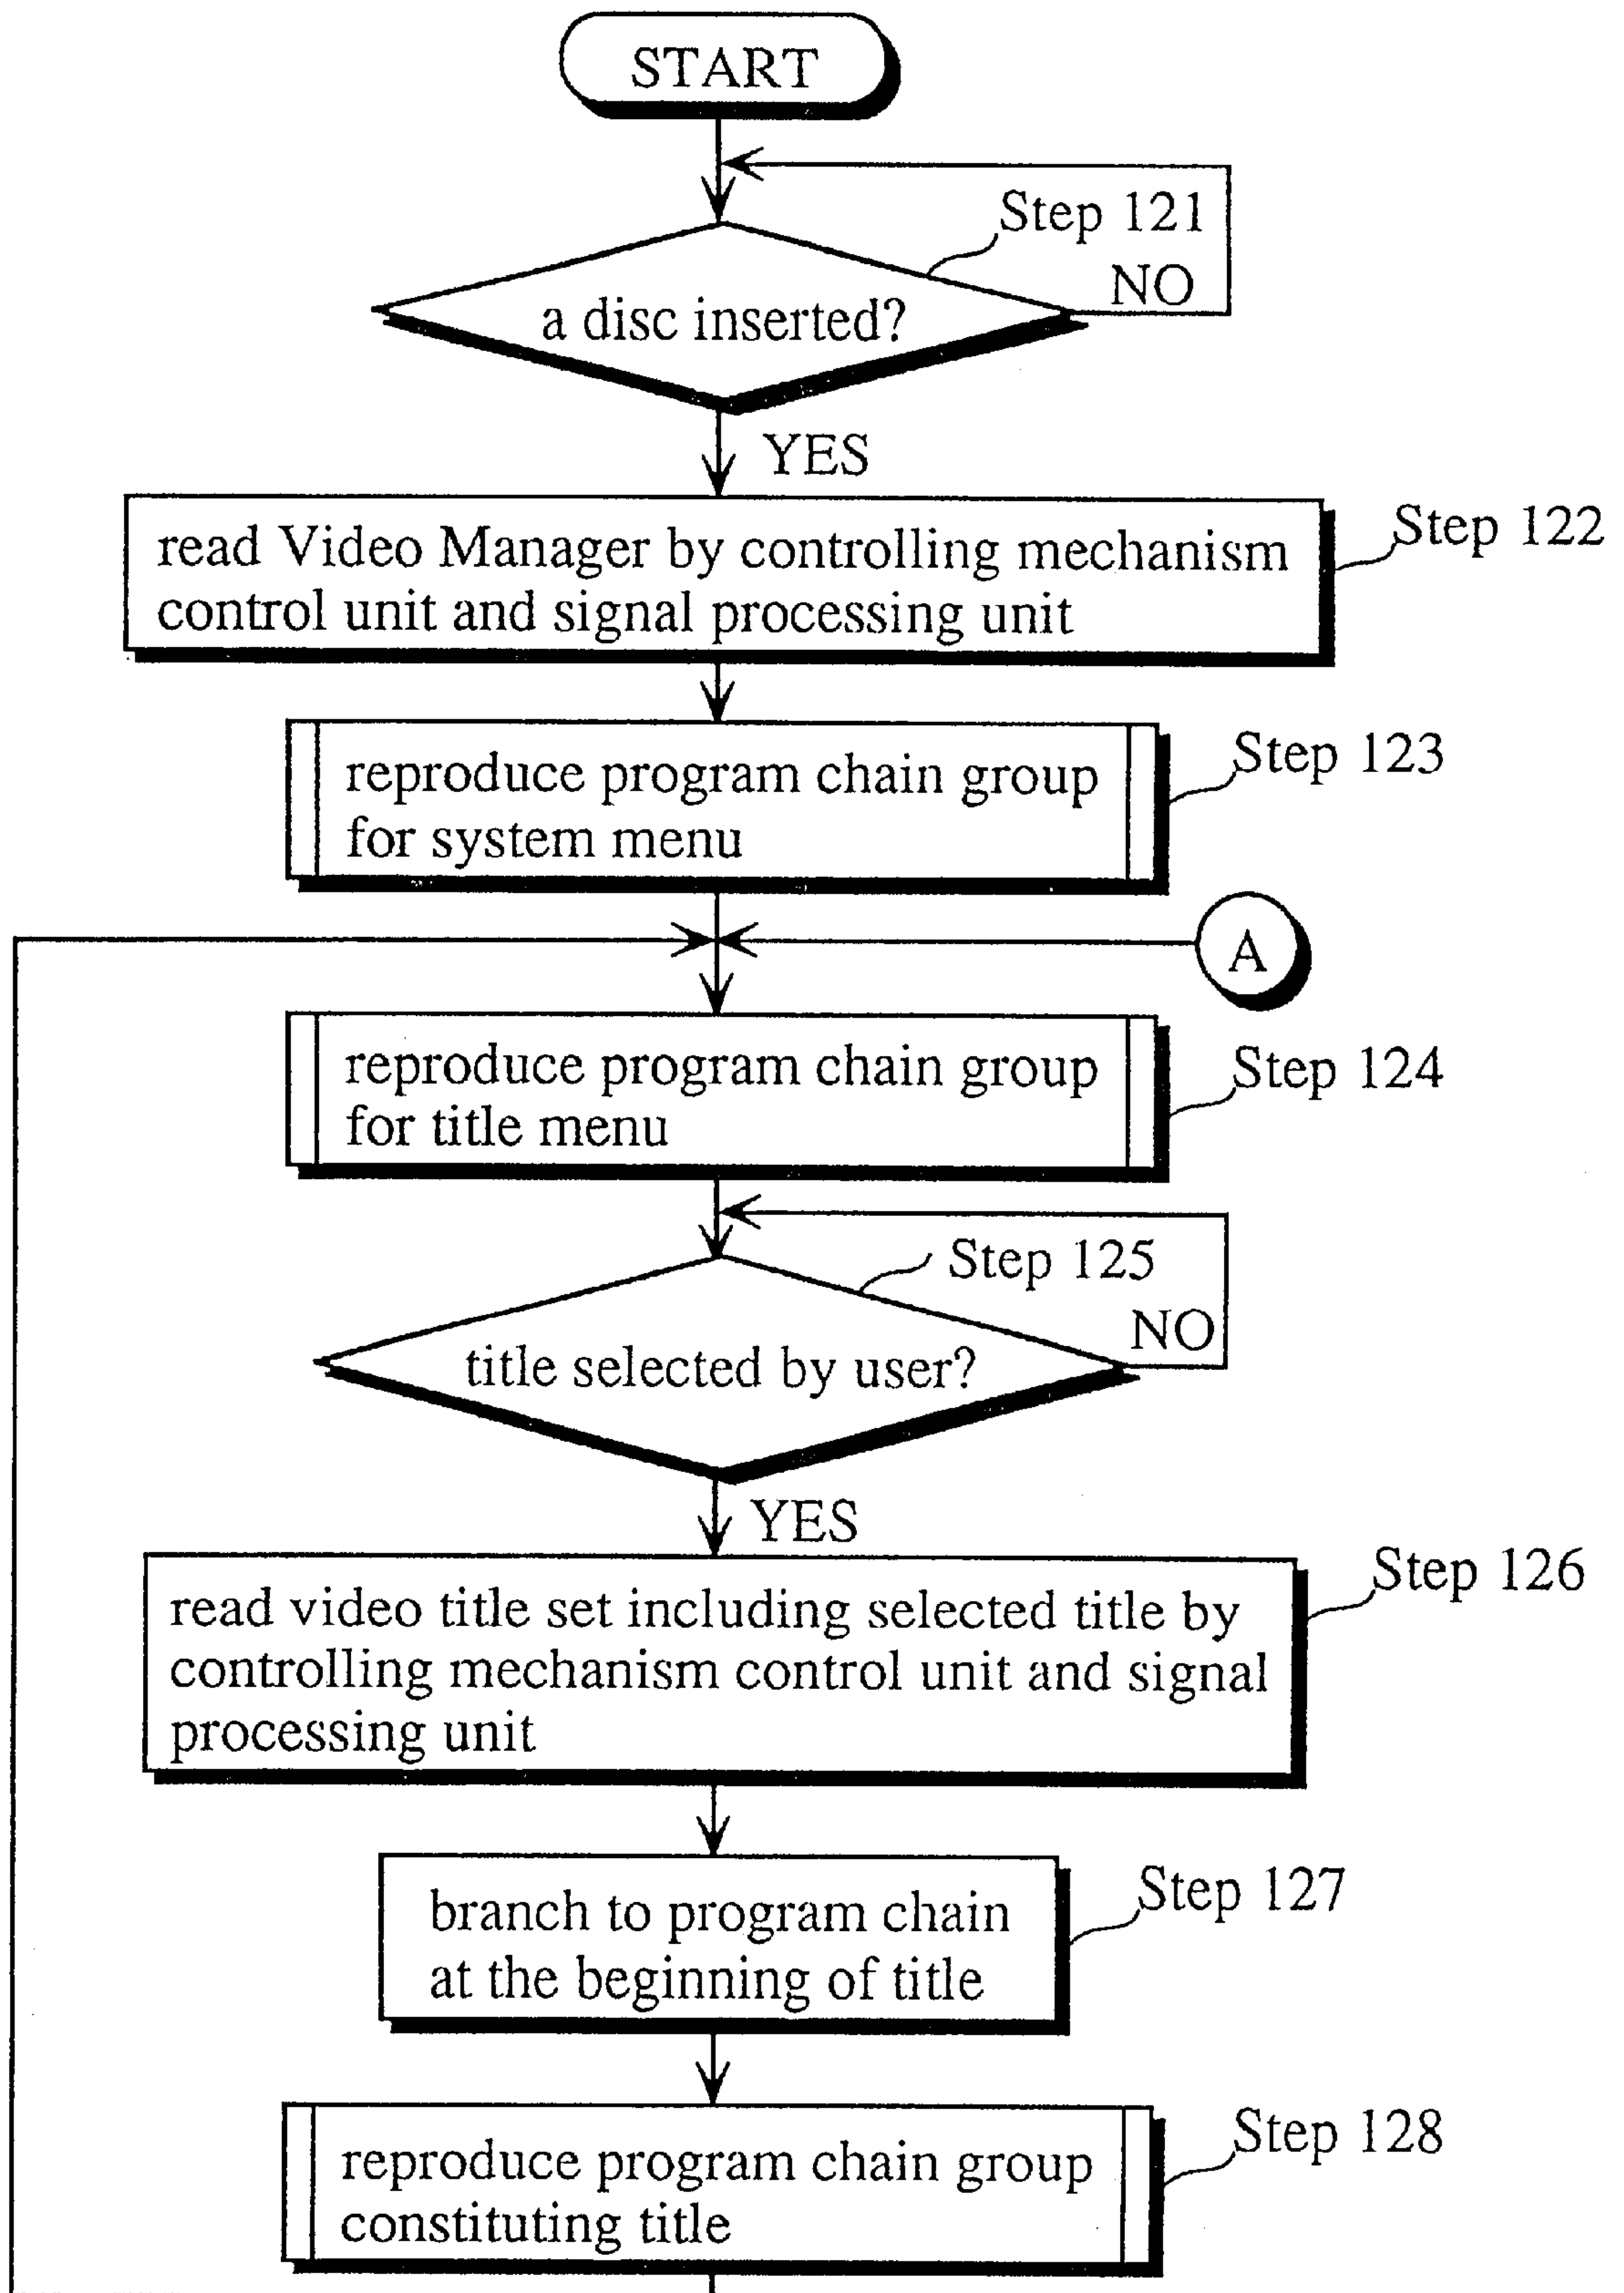 START
Step 121
NO
a disc inserted?
YES
Step 122
read Video Manager by controlling mechanism
control unit and signal processing unit
Step 123
reproduce program chain group
for system menu
A
Step 124
reproduce program chain group
for title menu
Step 125
NO
title selected by user?
YES
Step 126
read video title set including selected title by
controlling mechanism control unit and signal
processing unit
Step 127
branch to program chain
at the beginning of title
Step 128
reproduce program chain group
constituting title